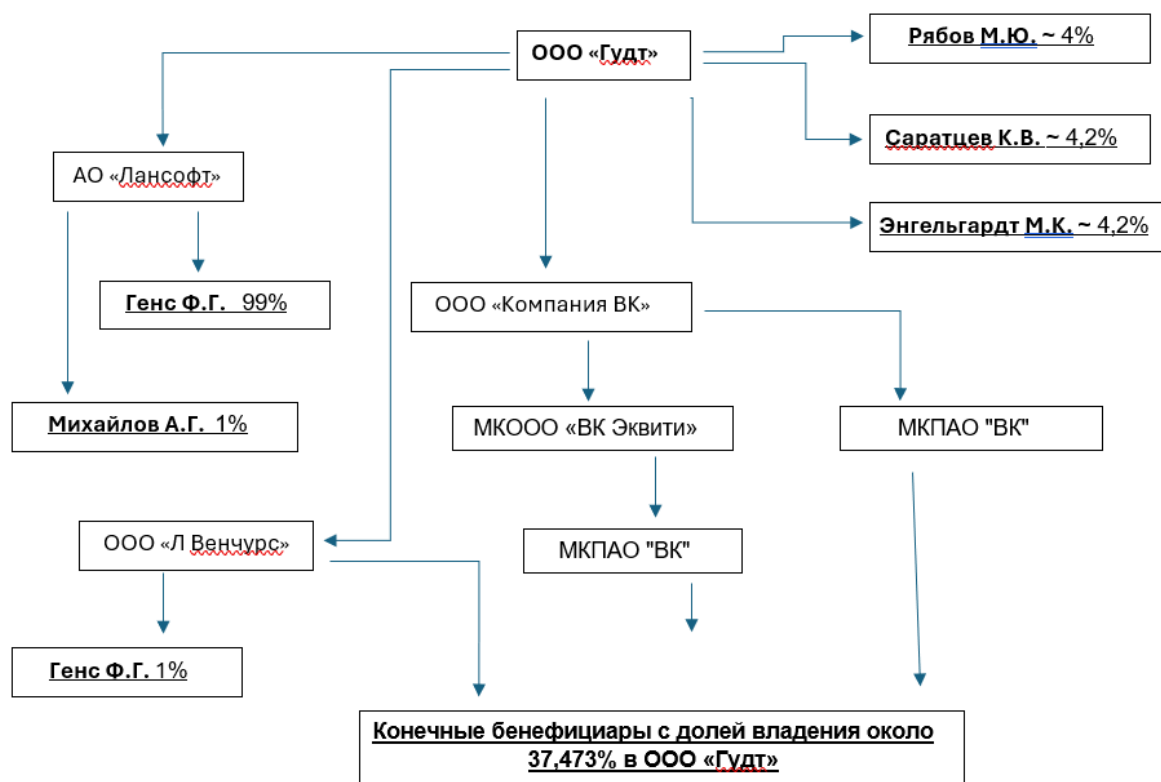 ООО «Гудт»
Рябов М.Ю. ~ 4%
Саратцев К.В. ~ 4,2%
Энгельгардт М.К. ~ 4,2%
АО «Лансофт»
Генс Ф.Г. 99%
Михайлов А.Г. 1%
ООО «Компания ВК»
МКООО «ВК Эквити»
МКПАО "ВК"
МКПАО "ВК"
ООО «Л Венчурс»
Генс Ф.Г. 1%
Конечные бенефициары с долей владения около
37,473% в ООО «Гудт»